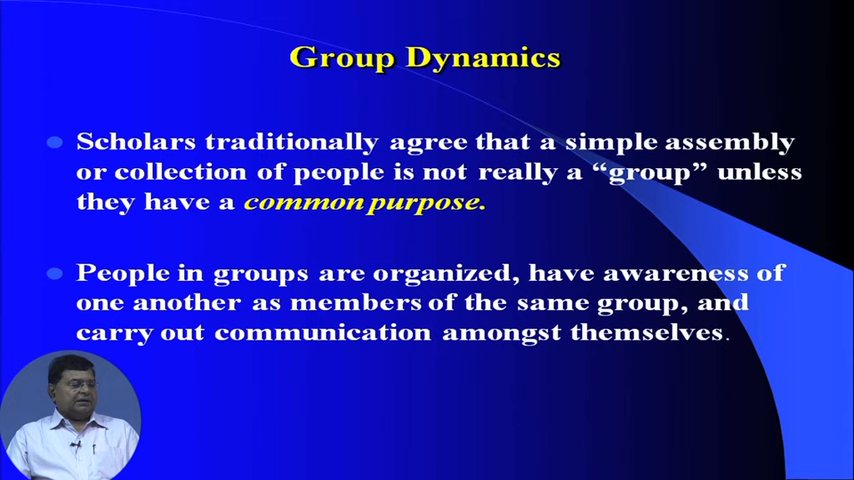 Group Dynamics
Scholars traditionally agree that a simple assembly
or collection of people is not really a “group” unless
they have a common purpose.
People in groups are organized, have awareness of
one another as members of the same group, and
carry out communication amongst themselves.